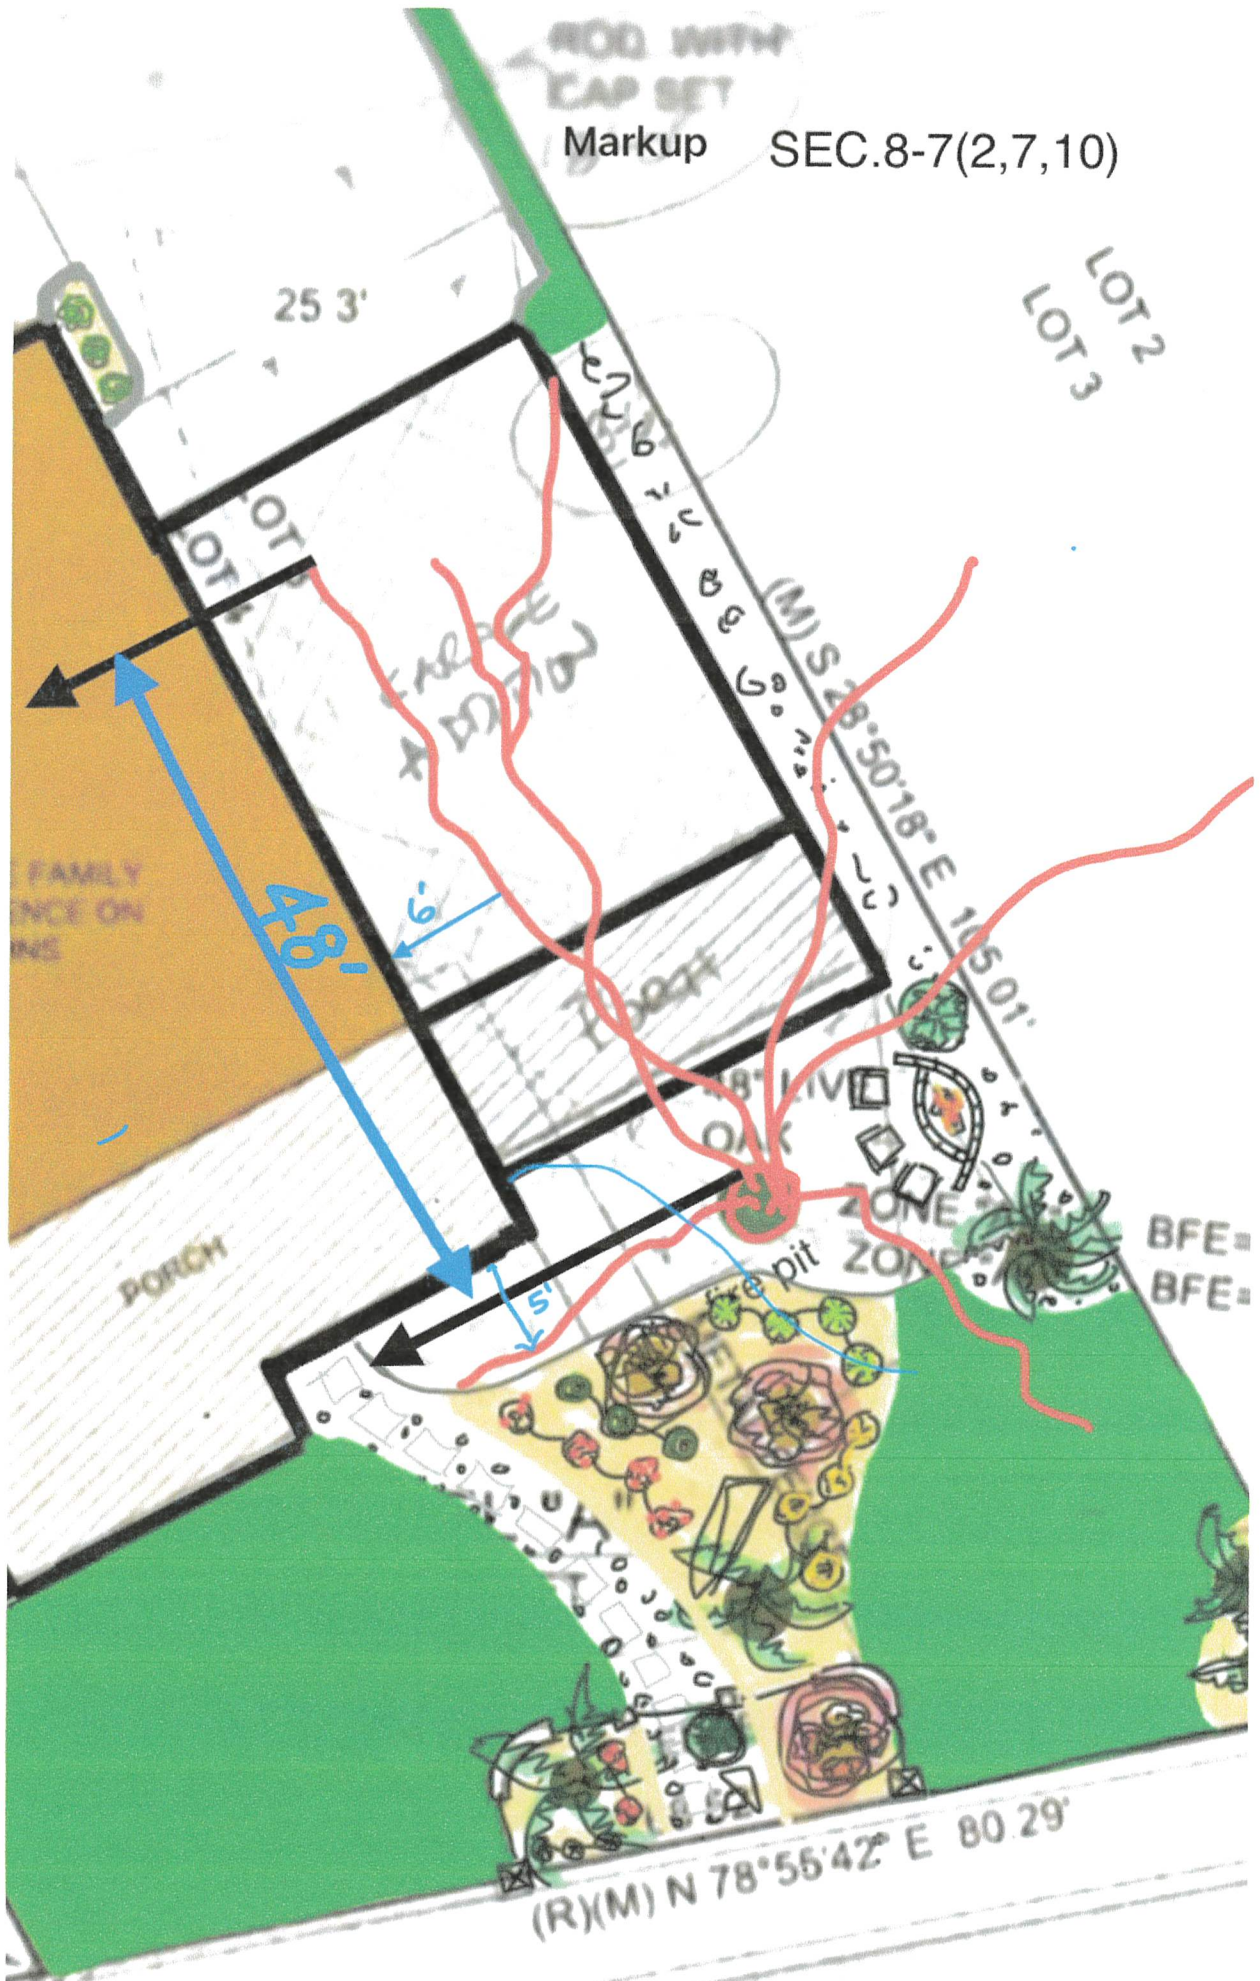 ROD WITH
CAP SET
Markup SEC.8-7(2,7,10)
25 3'
LOT 2
LOT 3
LOT
LOT
GARAGE
ADDITION
(M) S 28°50'18" E 105.01'
FAMILY
ENCE ON
48'
6'
PORCH
48" LIV
OAK
ZONE
ZONE
BFE=
BFE=
PORCH
5'
fire pit
(R)(M) N 78°55'42" E 80.29'